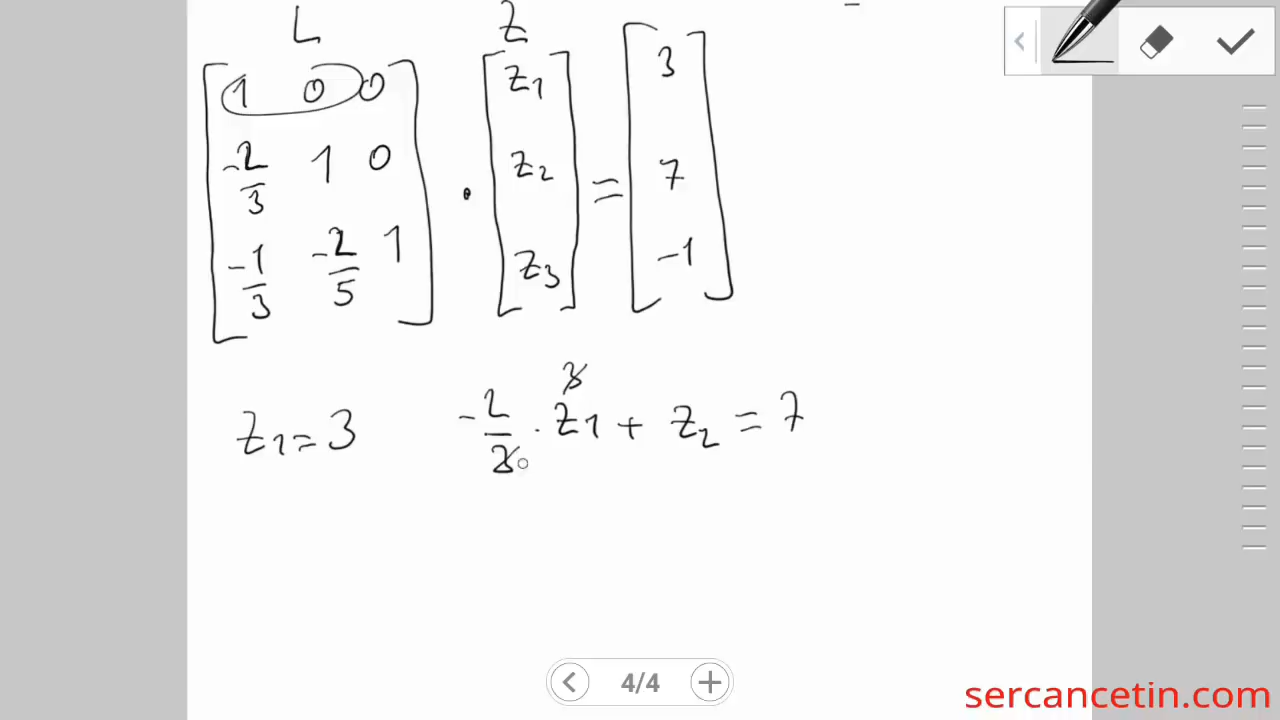 L Z
[1 0 0] [z1] [3]
[-2/3 1 0] · [z2] = [7]
[-1/3 -2/5 1] [z3] [-1]
3
z1=3 -2/3 · z1 + z2 = 7
4/4
sercancetin.com